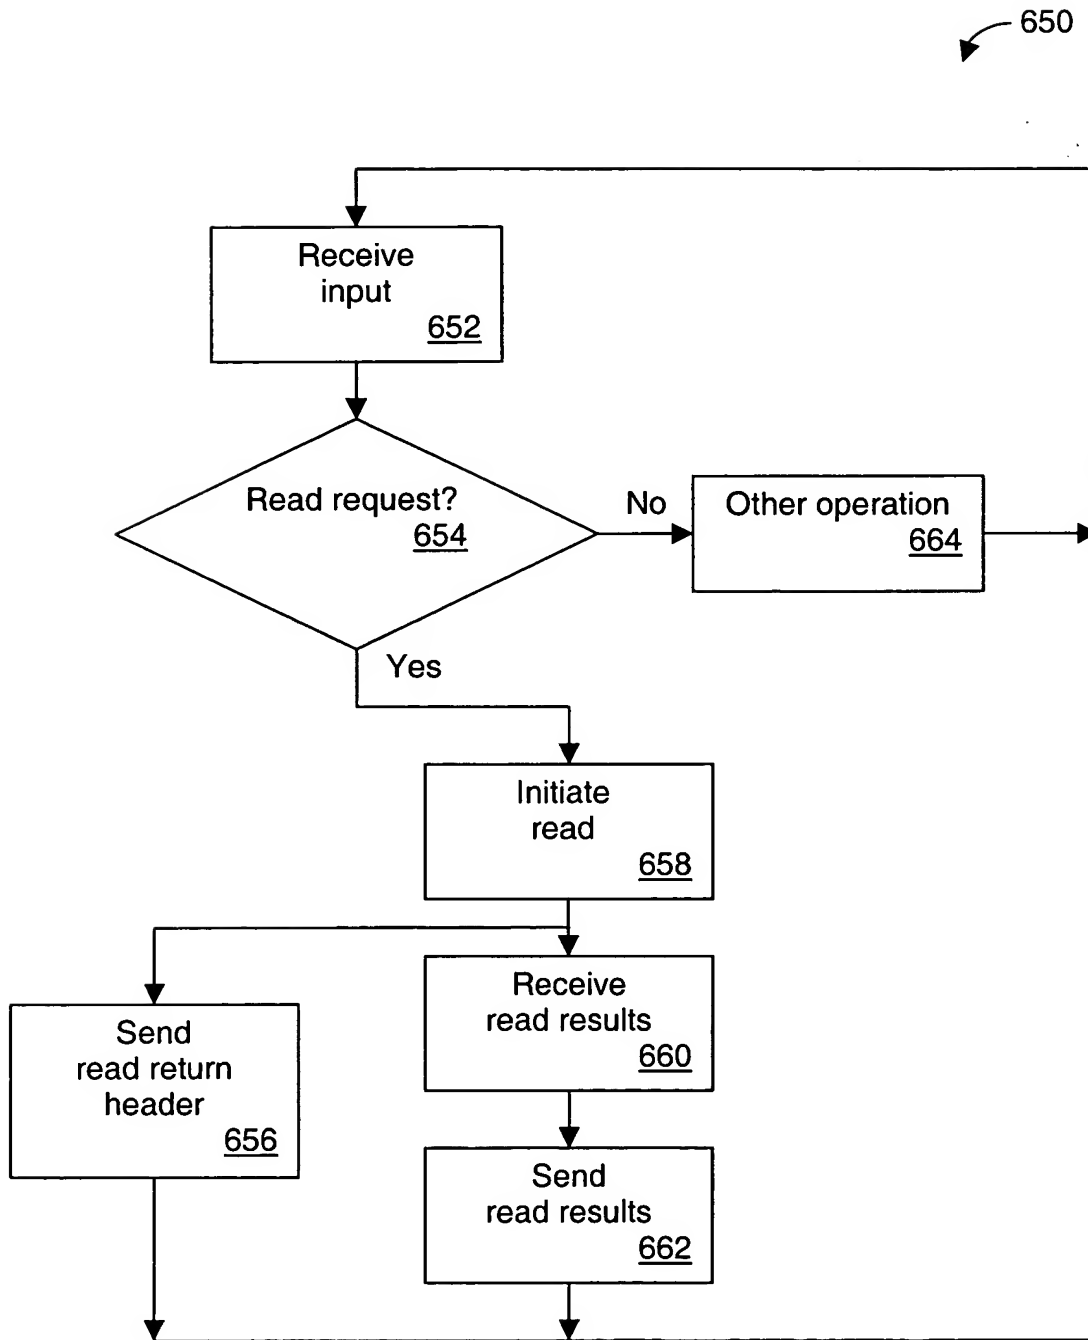 650
Receive
input
652
Read request?
654
No
Other operation
664
Yes
Initiate
read
658
Receive
read results
660
Send
read return
header
656
Send
read results
662